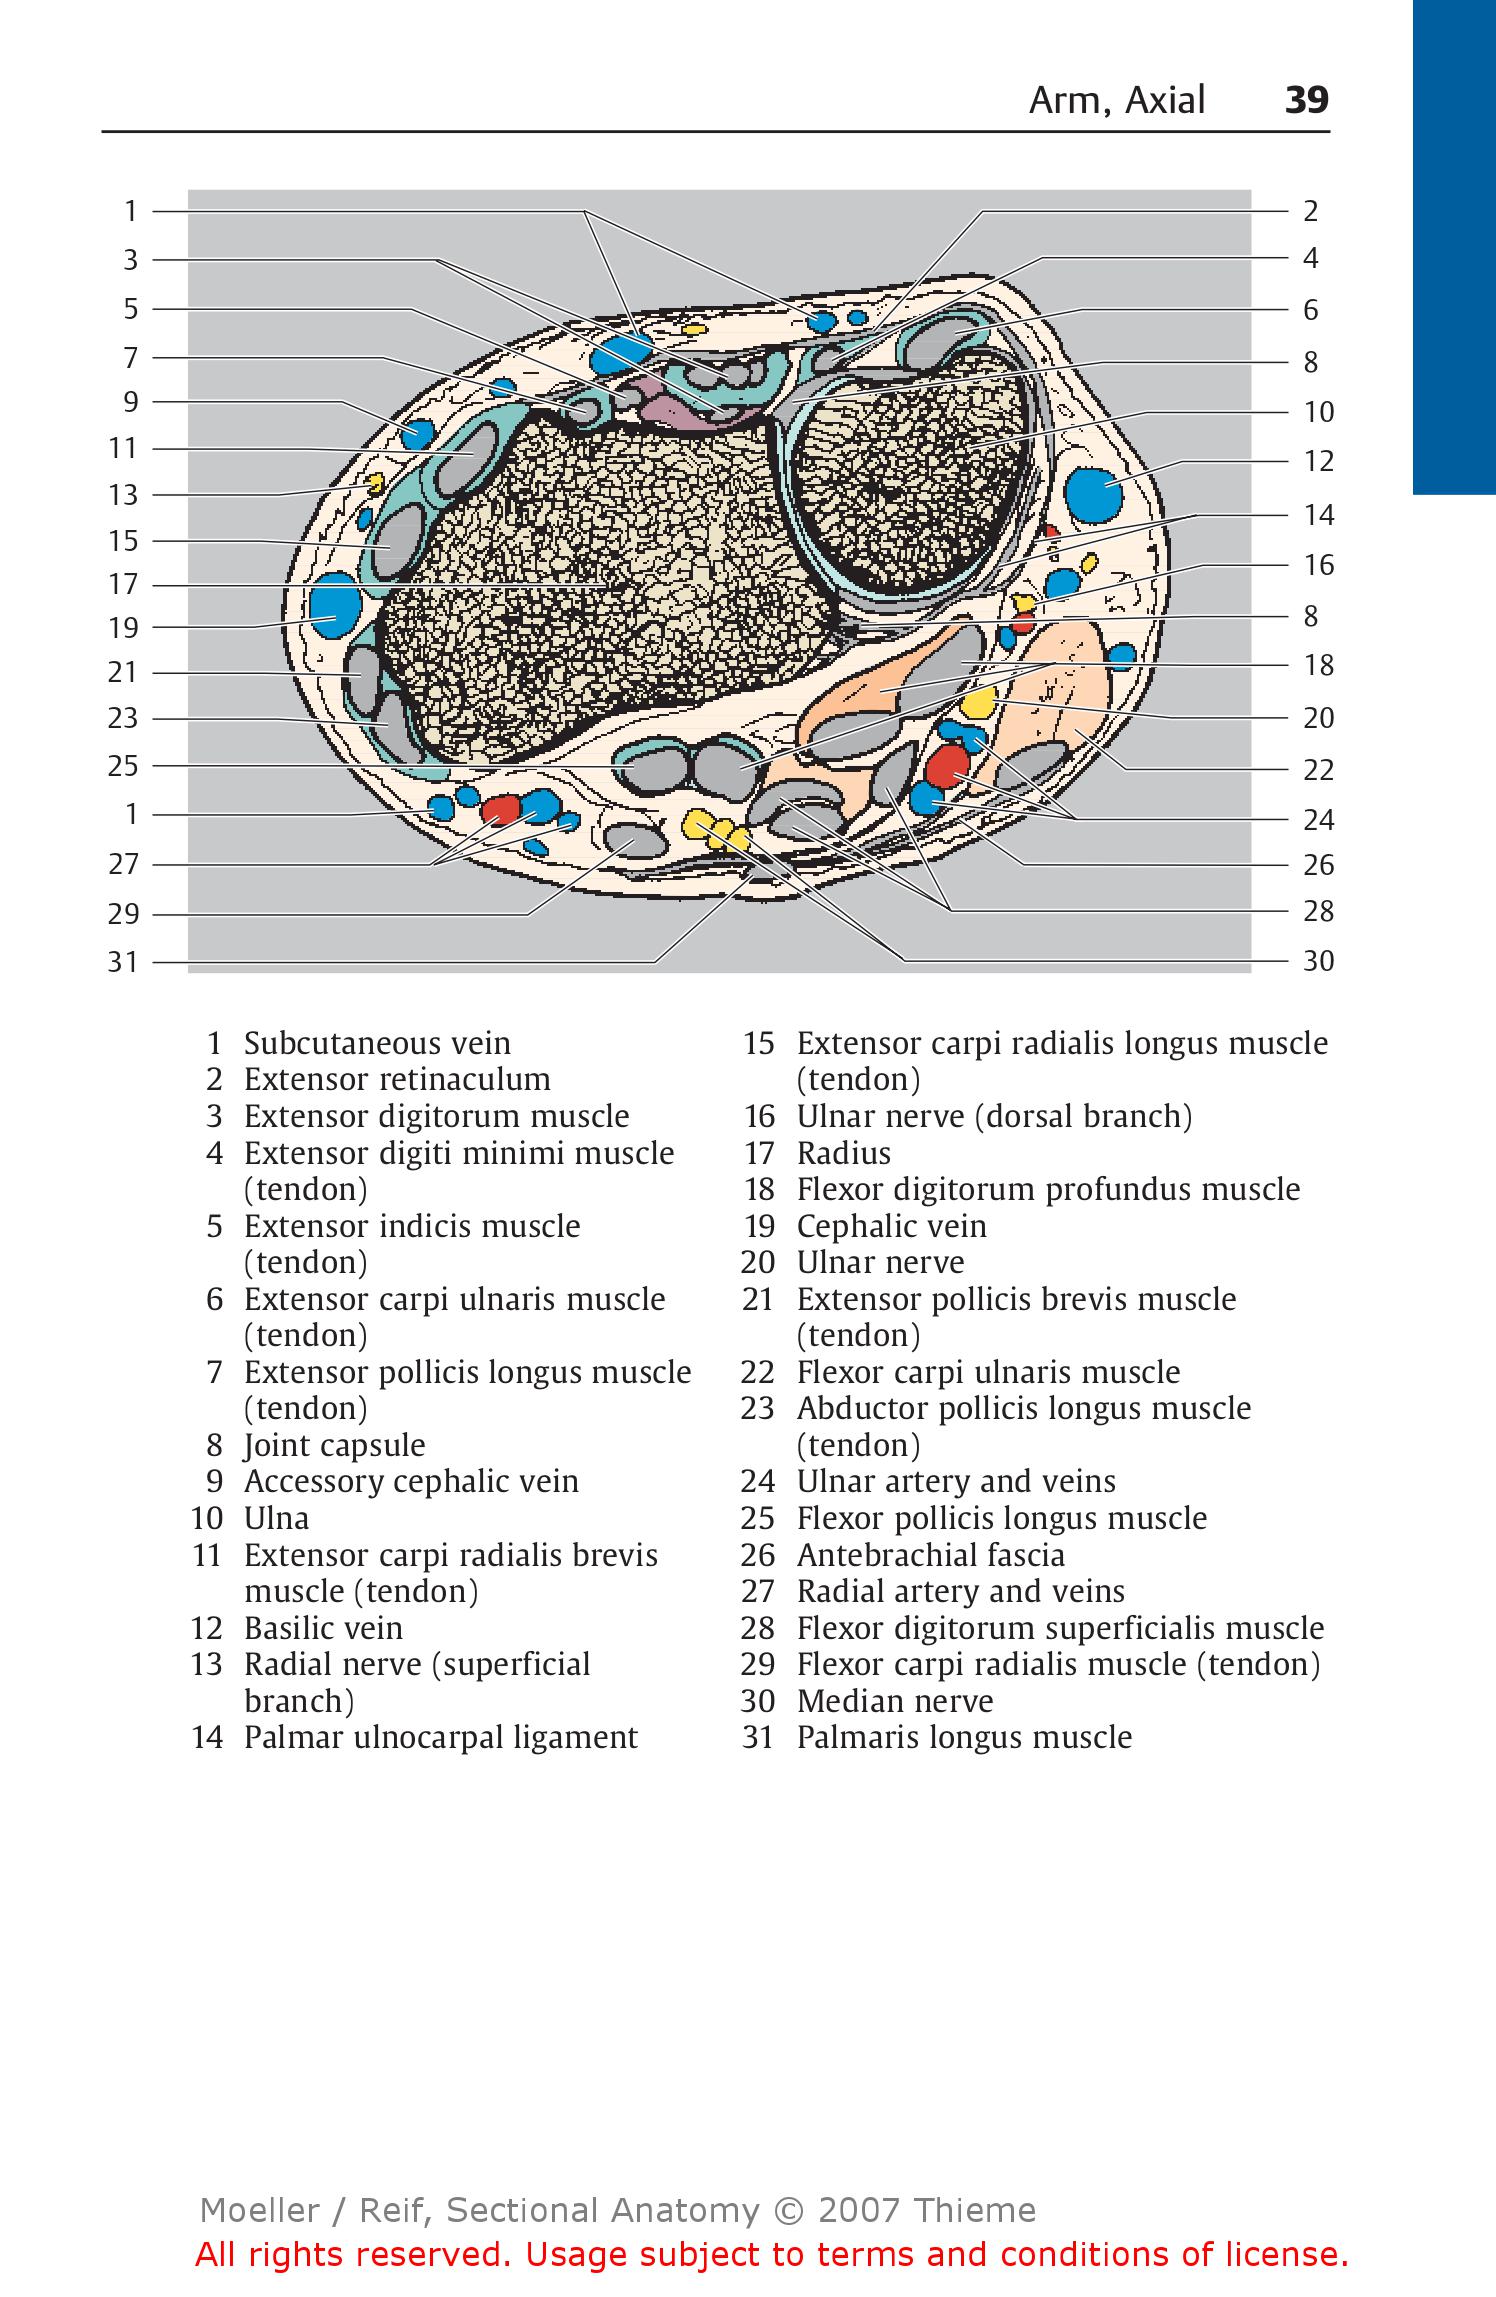 Arm, Axial 39
1 2
3 4
5 6
7 8
9 10
11 12
13 14
15 16
17 8
19 18
21 20
23 22
25 24
1 26
27 28
29 30
31
1 Subcutaneous vein
2 Extensor retinaculum
3 Extensor digitorum muscle
4 Extensor digiti minimi muscle
(tendon)
5 Extensor indicis muscle
(tendon)
6 Extensor carpi ulnaris muscle
(tendon)
7 Extensor pollicis longus muscle
(tendon)
8 Joint capsule
9 Accessory cephalic vein
10 Ulna
11 Extensor carpi radialis brevis
muscle (tendon)
12 Basilic vein
13 Radial nerve (superficial
branch)
14 Palmar ulnocarpal ligament
15 Extensor carpi radialis longus muscle
(tendon)
16 Ulnar nerve (dorsal branch)
17 Radius
18 Flexor digitorum profundus muscle
19 Cephalic vein
20 Ulnar nerve
21 Extensor pollicis brevis muscle
(tendon)
22 Flexor carpi ulnaris muscle
23 Abductor pollicis longus muscle
(tendon)
24 Ulnar artery and veins
25 Flexor pollicis longus muscle
26 Antebrachial fascia
27 Radial artery and veins
28 Flexor digitorum superficialis muscle
29 Flexor carpi radialis muscle (tendon)
30 Median nerve
31 Palmaris longus muscle
Moeller / Reif, Sectional Anatomy © 2007 Thieme
All rights reserved. Usage subject to terms and conditions of license.